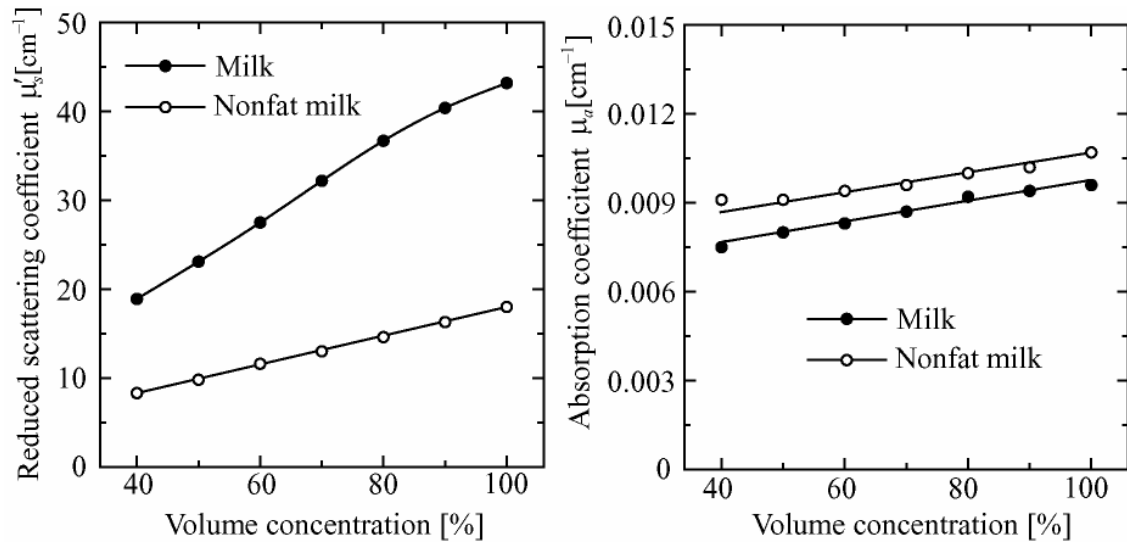 Reduced scattering coefficient μ's[cm⁻¹]
50
40
30
20
10
0
Milk
Nonfat milk
40 60 80 100
Volume concentration [%]
Absorption coefficitent μa[cm⁻¹]
0.015
0.012
0.009
0.006
0.003
0
Milk
Nonfat milk
40 60 80 100
Volume concentration [%]